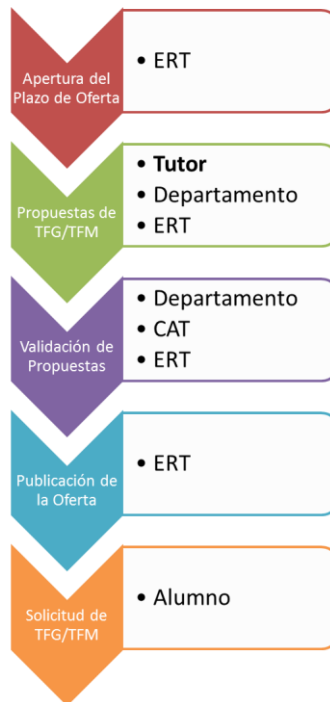 Apertura del
Plazo de Oferta
• ERT
Propuestas de
TFG/TFM
• Tutor
• Departamento
• ERT
Validación de
Propuestas
• Departamento
• CAT
• ERT
Publicación de
la Oferta
• ERT
Solicitud de
TFG/TFM
• Alumno